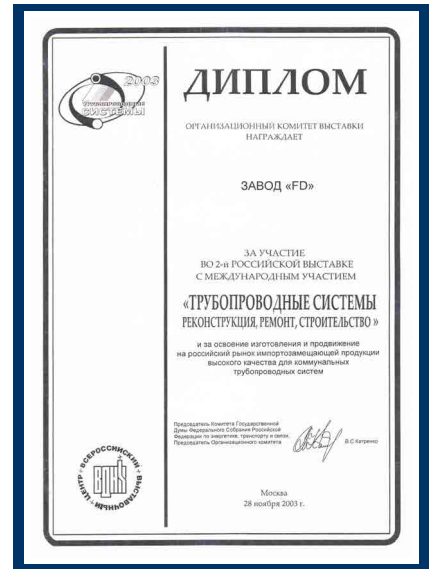 2003
ТРУБОПРОВОДНЫЕ
СИСТЕМЫ
ДИПЛОМ
ОРГАНИЗАЦИОННЫЙ КОМИТЕТ ВЫСТАВКИ
НАГРАЖДАЕТ
ЗАВОД «FD»
ЗА УЧАСТИЕ
ВО 2-й РОССИЙСКОЙ ВЫСТАВКЕ
С МЕЖДУНАРОДНЫМ УЧАСТИЕМ
«ТРУБОПРОВОДНЫЕ СИСТЕМЫ
РЕКОНСТРУКЦИЯ, РЕМОНТ, СТРОИТЕЛЬСТВО »
и за освоение изготовления и продвижение
на российский рынок импортозамещающей продукции
высокого качества для коммунальных
трубопроводных систем
Председатель Комитета Государственной
Думы Федерального Собрания Российской
Федерации по энергетике, транспорту и связи,
Председатель Организационного комитета
В.С Катренко
ВСЕРОССИЙСКИЙ
ВЫСТАВОЧНЫЙ
ЦЕНТР
Москва
28 ноября 2003 г.